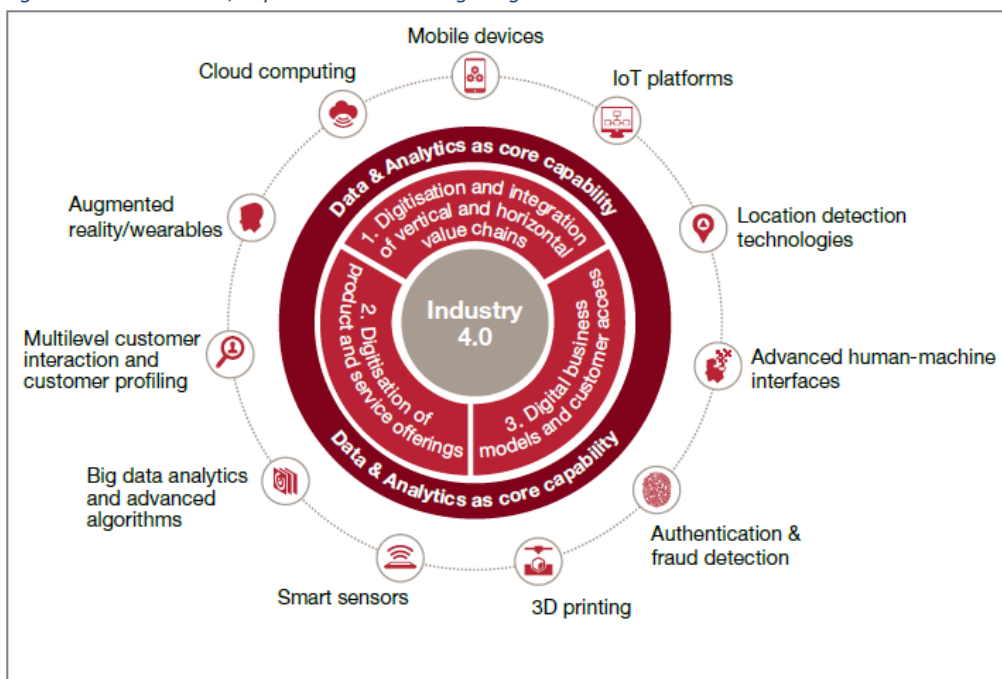 Mobile devices
Cloud computing
IoT platforms
Augmented
reality/wearables
Location detection
technologies
Multilevel customer
interaction and
customer profiling
Advanced human-machine
interfaces
Big data analytics
and advanced
algorithms
Authentication &
fraud detection
Smart sensors
3D printing
Data & Analytics as core capability
1. Digitisation and integration
of vertical and horizontal
value chains
2. Digitisation of
product and service offerings
3. Digital business
models and customer access
Industry
4.0
Data & Analytics as core capability